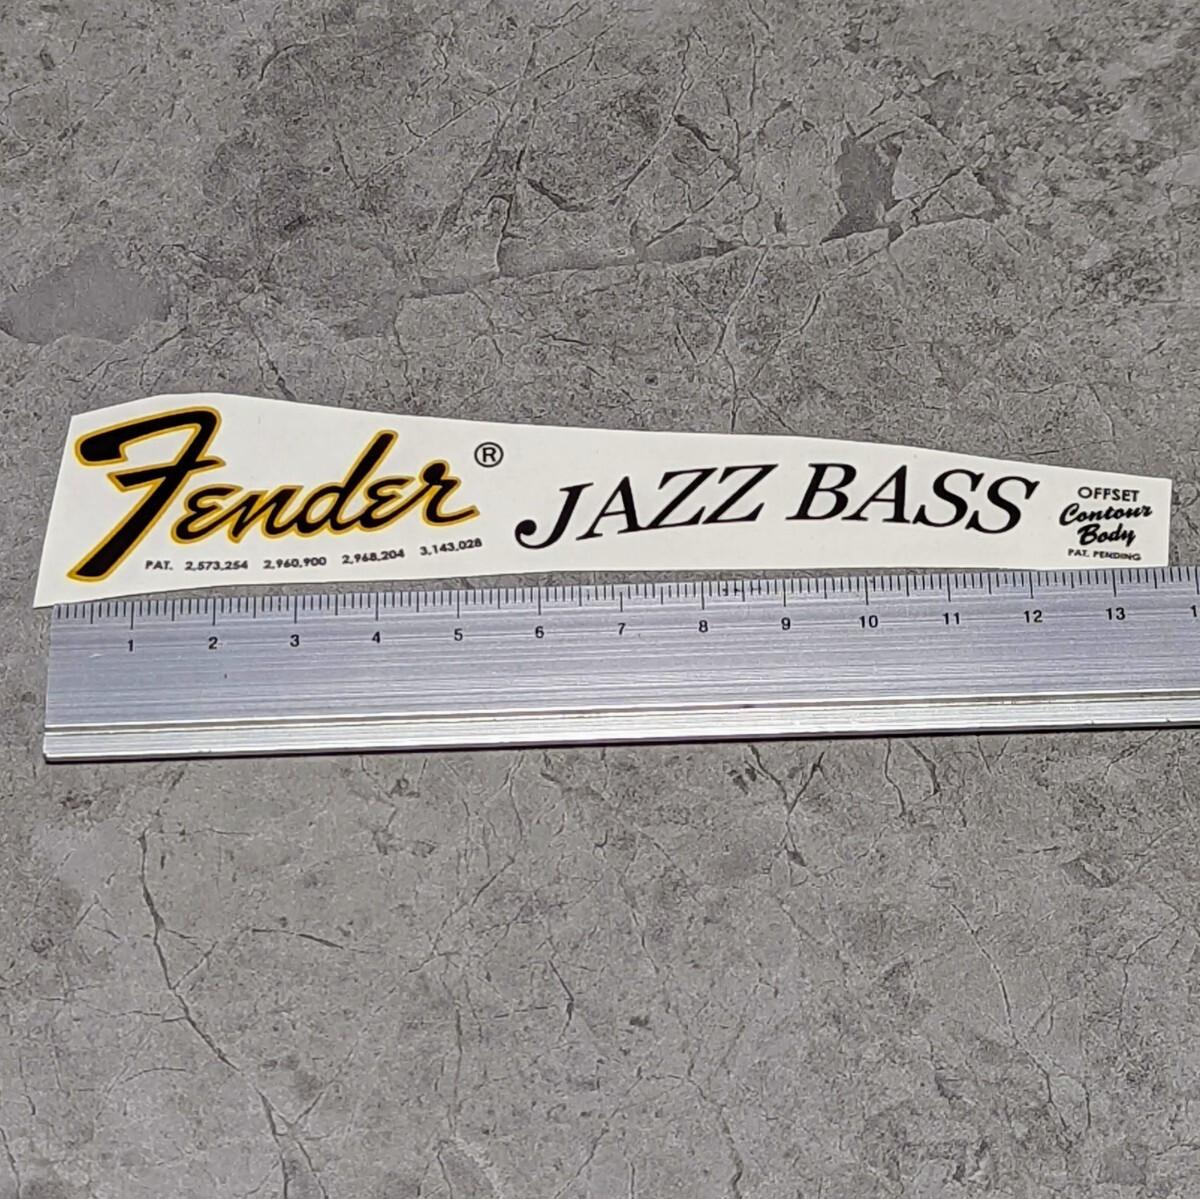 Fender®
PAT. 2,573,254 2,960,900 2,968,204 3,143,028
JAZZ BASS
OFFSET
Contour
Body
PAT. PENDING
1 2 3 4 5 6 7 8 9 10 11 12 13